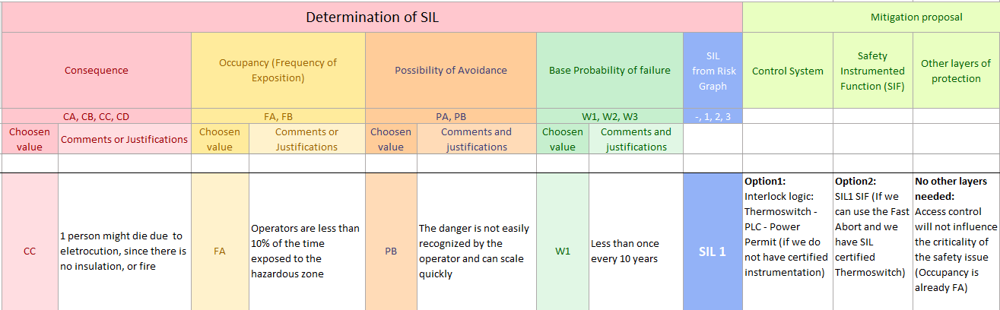 Determination of SIL
Mitigation proposal
Consequence
Occupancy (Frequency of
Exposition)
Possibility of Avoidance
Base Probability of failure
SIL
from Risk
Graph
Control System
Safety
Instrumented
Function (SIF)
Other layers of
protection
CA, CB, CC, CD
FA, FB
PA, PB
W1, W2, W3
-, 1, 2, 3
Choosen
value
Comments or Justifications
Choosen
value
Comments or
Justifications
Choosen
value
Comments and
justifications
Choosen
value
Comments and
justifications
CC
1 person might die due to
eletrocution, since there is
no insulation, or fire
FA
Operators are less than
10% of the time
exposed to the
hazardous zone
PB
The danger is not easily
recognized by the
operator and can scale
quickly
W1
Less than once
every 10 years
SIL 1
Option1:
Interlock logic:
Thermoswitch -
PLC - Power
Permit (if we do
not have certified
instrumentation)
Option2:
SIL1 SIF (If we
can use the Fast
Abort and we
have SIL
certified
Thermoswitch)
No other layers
needed:
Access control
will not influence
the criticality of
the safety issue
(Occupancy is
already FA)